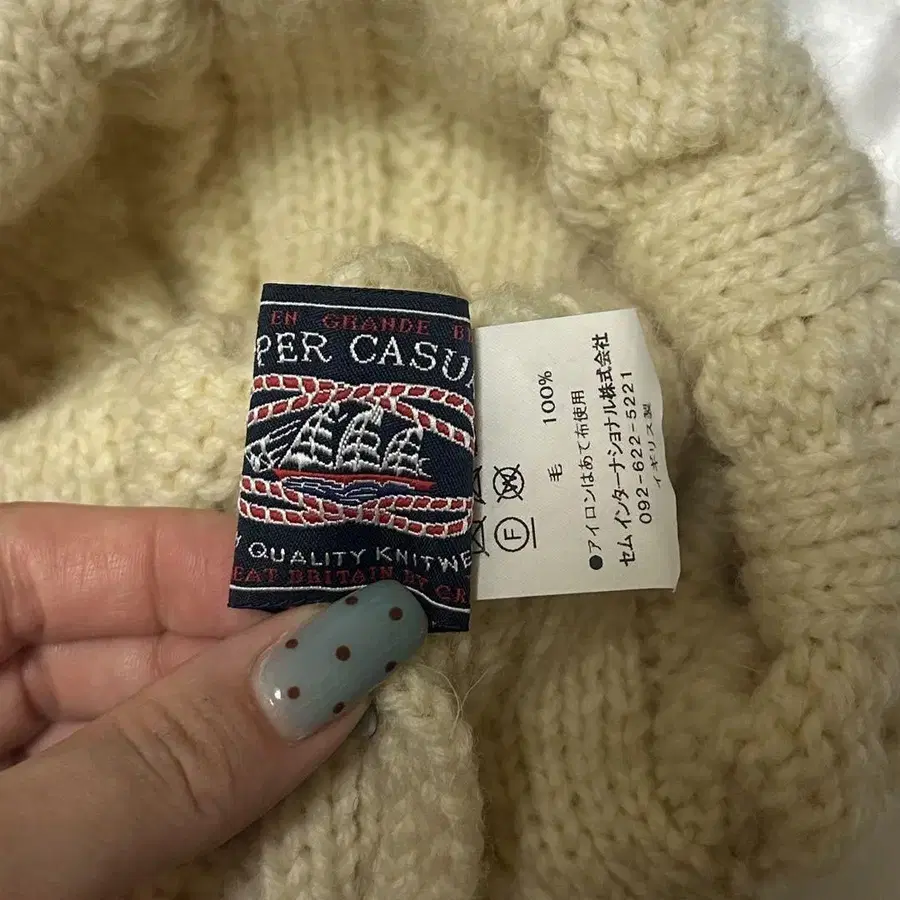 EN GRANDE
PER CASU
QUALITY KNITWE
EAT BRITAIN BY GR
毛 100%
●アイロンはあて布使用
セム インターナショナル株式会社
092-622-5221
イギリス製
F